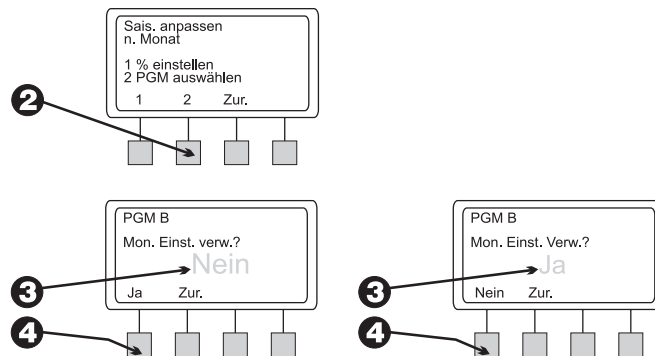 Sais. anpassen
n. Monat
1 % einstellen
2 PGM auswählen
1 2 Zur.
2
PGM B
Mon. Einst. verw.?
Nein
3
Ja Zur.
4
PGM B
Mon. Einst. Verw.?
Ja
3
Nein Zur.
4